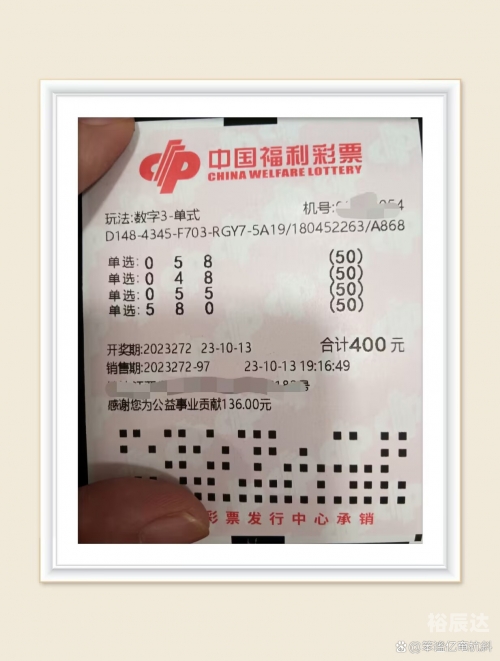 中国福利彩票
CHINA WELFARE LOTTERY
玩法:数字3-单式
机号:
D148-4345-F703-RGY7-5A19/180452263/A868
单选:0 5 8 (50)
单选:0 4 8 (50)
单选:0 5 5 (50)
单选:5 8 0 (50)
开奖期:2023272 23-10-13 合计400元
销售期:2023272-97 23-10-13 19:16:49
号
感谢您为公益事业贡献136.00元
彩票发行中心承销
裕辰达